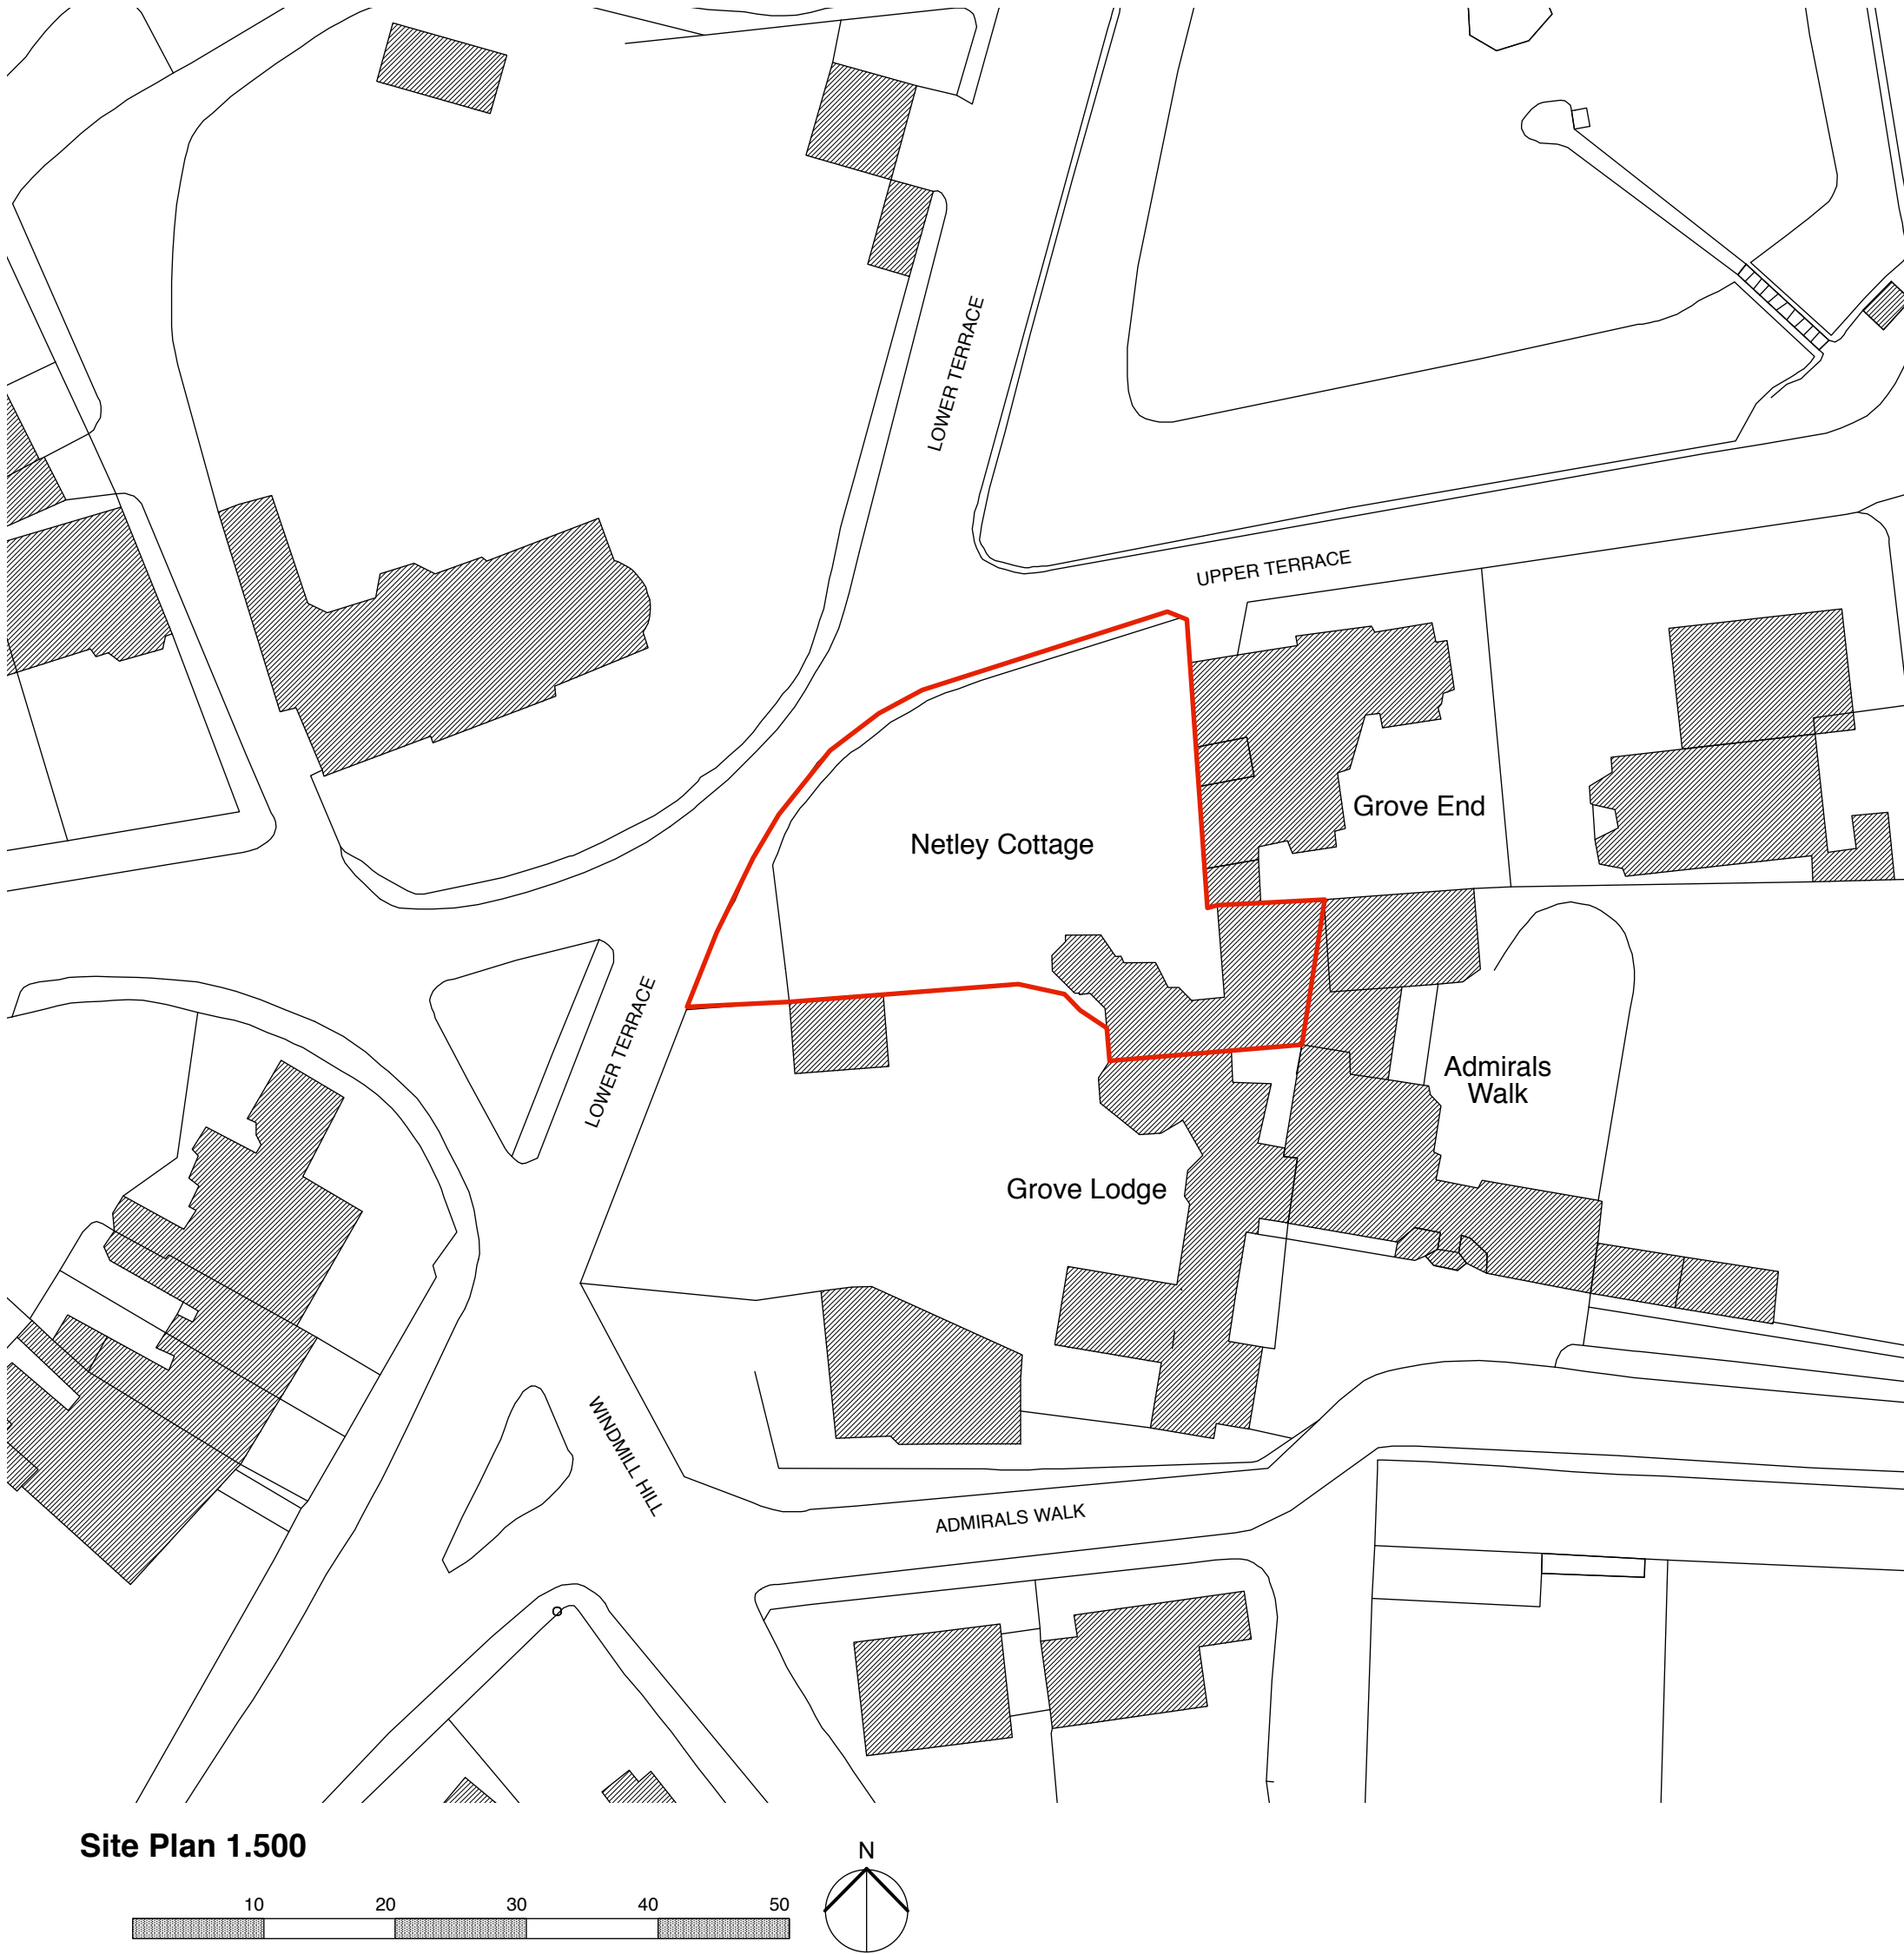 LOWER TERRACE
UPPER TERRACE
Grove End
Netley Cottage
LOWER TERRACE
Admirals
Walk
Grove Lodge
WINDMILL HILL
ADMIRALS WALK
Site Plan 1.500
N
10 20 30 40 50